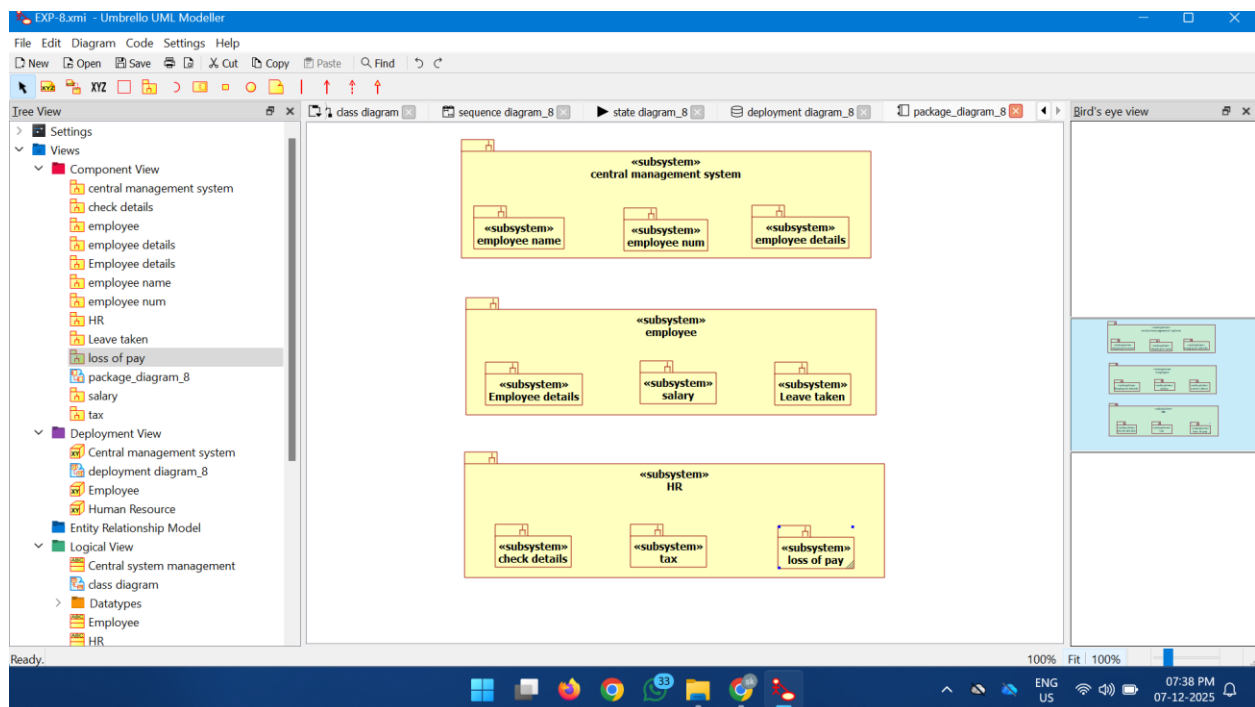 EXP-8.xmi - Umbrello UML Modeller
File Edit Diagram Code Settings Help
New Open Save Cut Copy Paste Find
XYZ
Tree View
Settings
Views
Component View
central management system
check details
employee
employee details
Employee details
employee name
employee num
HR
Leave taken
loss of pay
package_diagram_8
salary
tax
Deployment View
Central management system
deployment diagram_8
Employee
Human Resource
Entity Relationship Model
Logical View
Central system management
class diagram
Datatypes
Employee
HR
class diagram sequence diagram_8 state diagram_8 deployment diagram_8 package_diagram_8
«subsystem»
central management system
«subsystem»
employee name
«subsystem»
employee num
«subsystem»
employee details
«subsystem»
employee
«subsystem»
Employee details
«subsystem»
salary
«subsystem»
Leave taken
«subsystem»
HR
«subsystem»
check details
«subsystem»
tax
«subsystem»
loss of pay
Bird's eye view
Ready.
100% Fit 100%
33
ENG
US
07:38 PM
07-12-2025